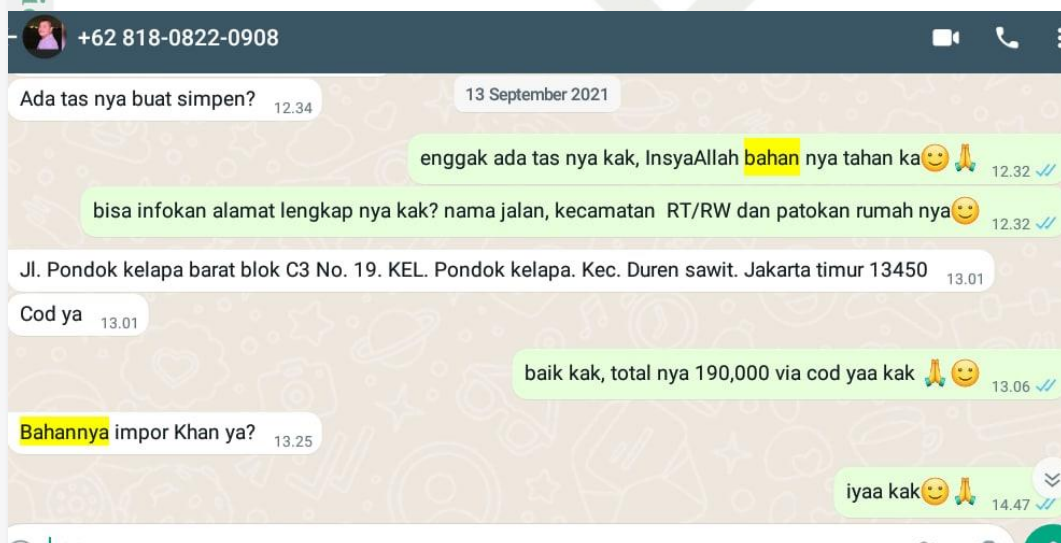 +62 818-0822-0908
13 September 2021
Ada tas nya buat simpen? 12.34
enggak ada tas nya kak, InsyaAllah bahan nya tahan ka🙂🙏 12.32
bisa infokan alamat lengkap nya kak? nama jalan, kecamatan RT/RW dan patokan rumah nya🙂 12.32
Jl. Pondok kelapa barat blok C3 No. 19. KEL. Pondok kelapa. Kec. Duren sawit. Jakarta timur 13450 13.01
Cod ya 13.01
baik kak, total nya 190,000 via cod yaa kak 🙏🙂 13.06
Bahannya impor Khan ya? 13.25
iyaa kak🙂🙏 14.47